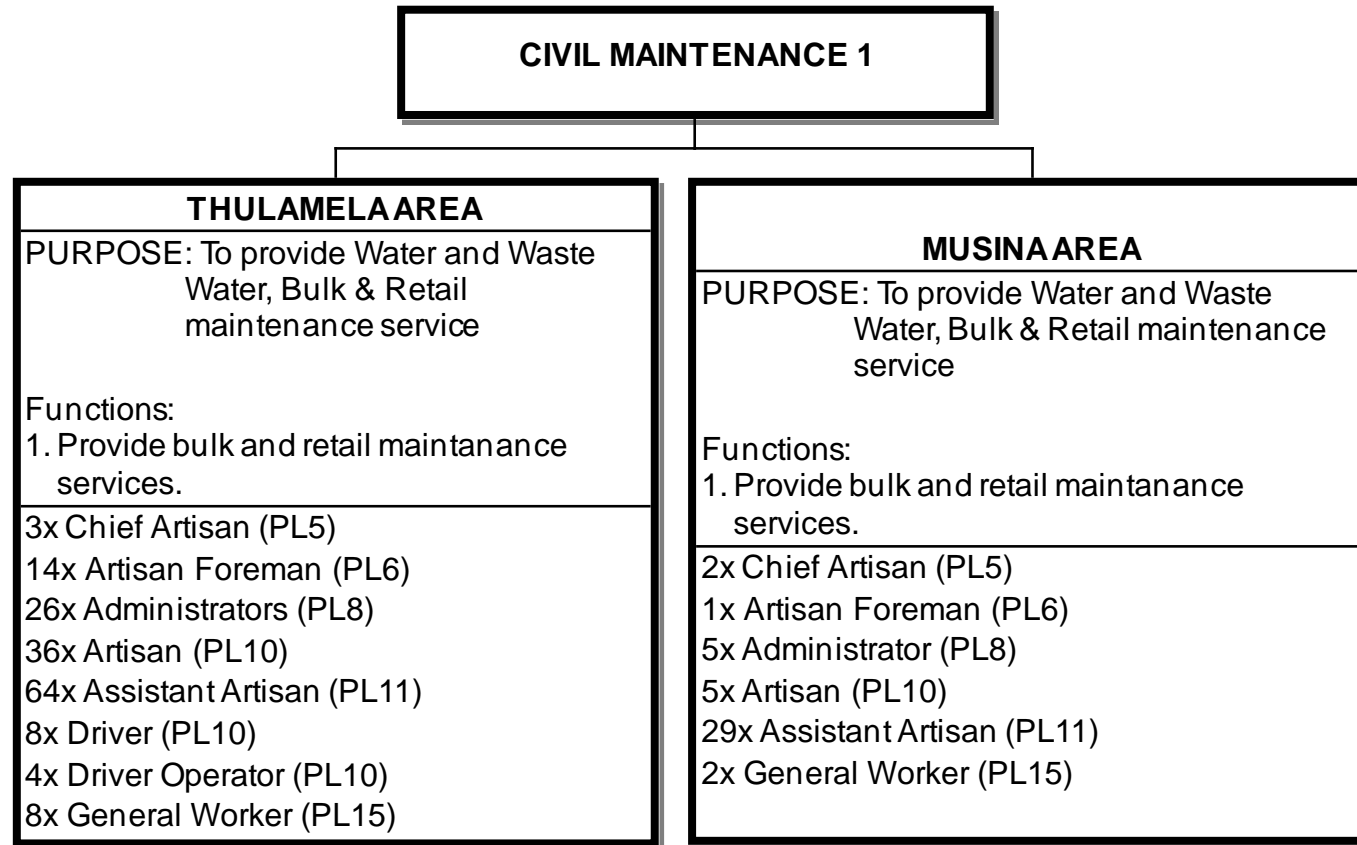 CIVIL MAINTENANCE 1
THULAMELA AREA
PURPOSE: To provide Water and Waste
Water, Bulk & Retail
maintenance service
Functions:
1. Provide bulk and retail maintanance
services.
3x Chief Artisan (PL5)
14x Artisan Foreman (PL6)
26x Administrators (PL8)
36x Artisan (PL10)
64x Assistant Artisan (PL11)
8x Driver (PL10)
4x Driver Operator (PL10)
8x General Worker (PL15)
MUSINA AREA
PURPOSE: To provide Water and Waste
Water, Bulk & Retail maintenance
service
Functions:
1. Provide bulk and retail maintanance
services.
2x Chief Artisan (PL5)
1x Artisan Foreman (PL6)
5x Administrator (PL8)
5x Artisan (PL10)
29x Assistant Artisan (PL11)
2x General Worker (PL15)